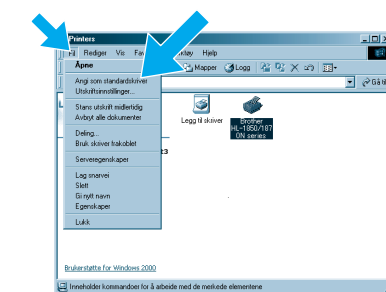 Printers
Fil Rediger Vis Hjelp
Mapper Logg
Gå til
Åpne
Angi som standardskriver
Utskriftsinnstillinger...
Stans utskrift midlertidig
Avbryt alle dokumenter
Deling...
Bruk skriver frakoblet
Serveregenskaper
Lag snarvei
Slett
Gi nytt navn
Egenskaper
Lukk
Legg til skriver
Brother
HL-1850/187
0N series
Brukerstøtte for Windows 2000
Inneholder kommandoer for å arbeide med de merkede elementene